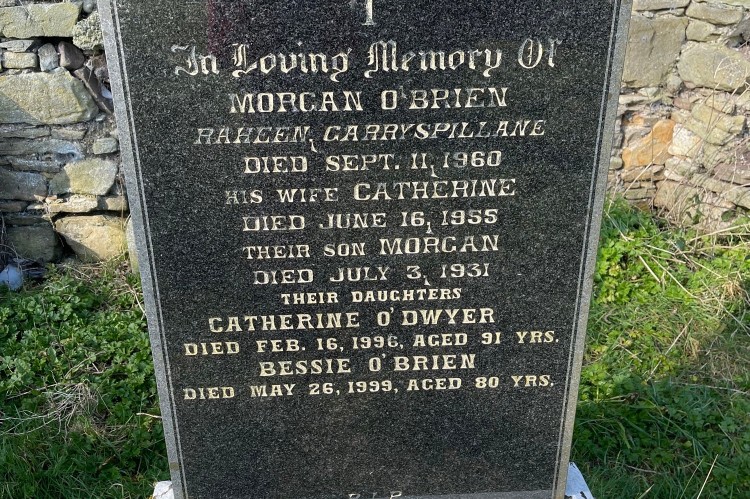 In Loving Memory Of
MORGAN O'BRIEN
RAHEEN, GARRYSPILLANE
DIED SEPT. 11, 1960
HIS WIFE CATHERINE
DIED JUNE 16, 1955
THEIR SON MORGAN
DIED JULY 3, 1931
THEIR DAUGHTERS
CATHERINE O'DWYER
DIED FEB. 16, 1996, AGED 91 YRS.
BESSIE O'BRIEN
DIED MAY 26, 1999, AGED 80 YRS.
R.I.P.